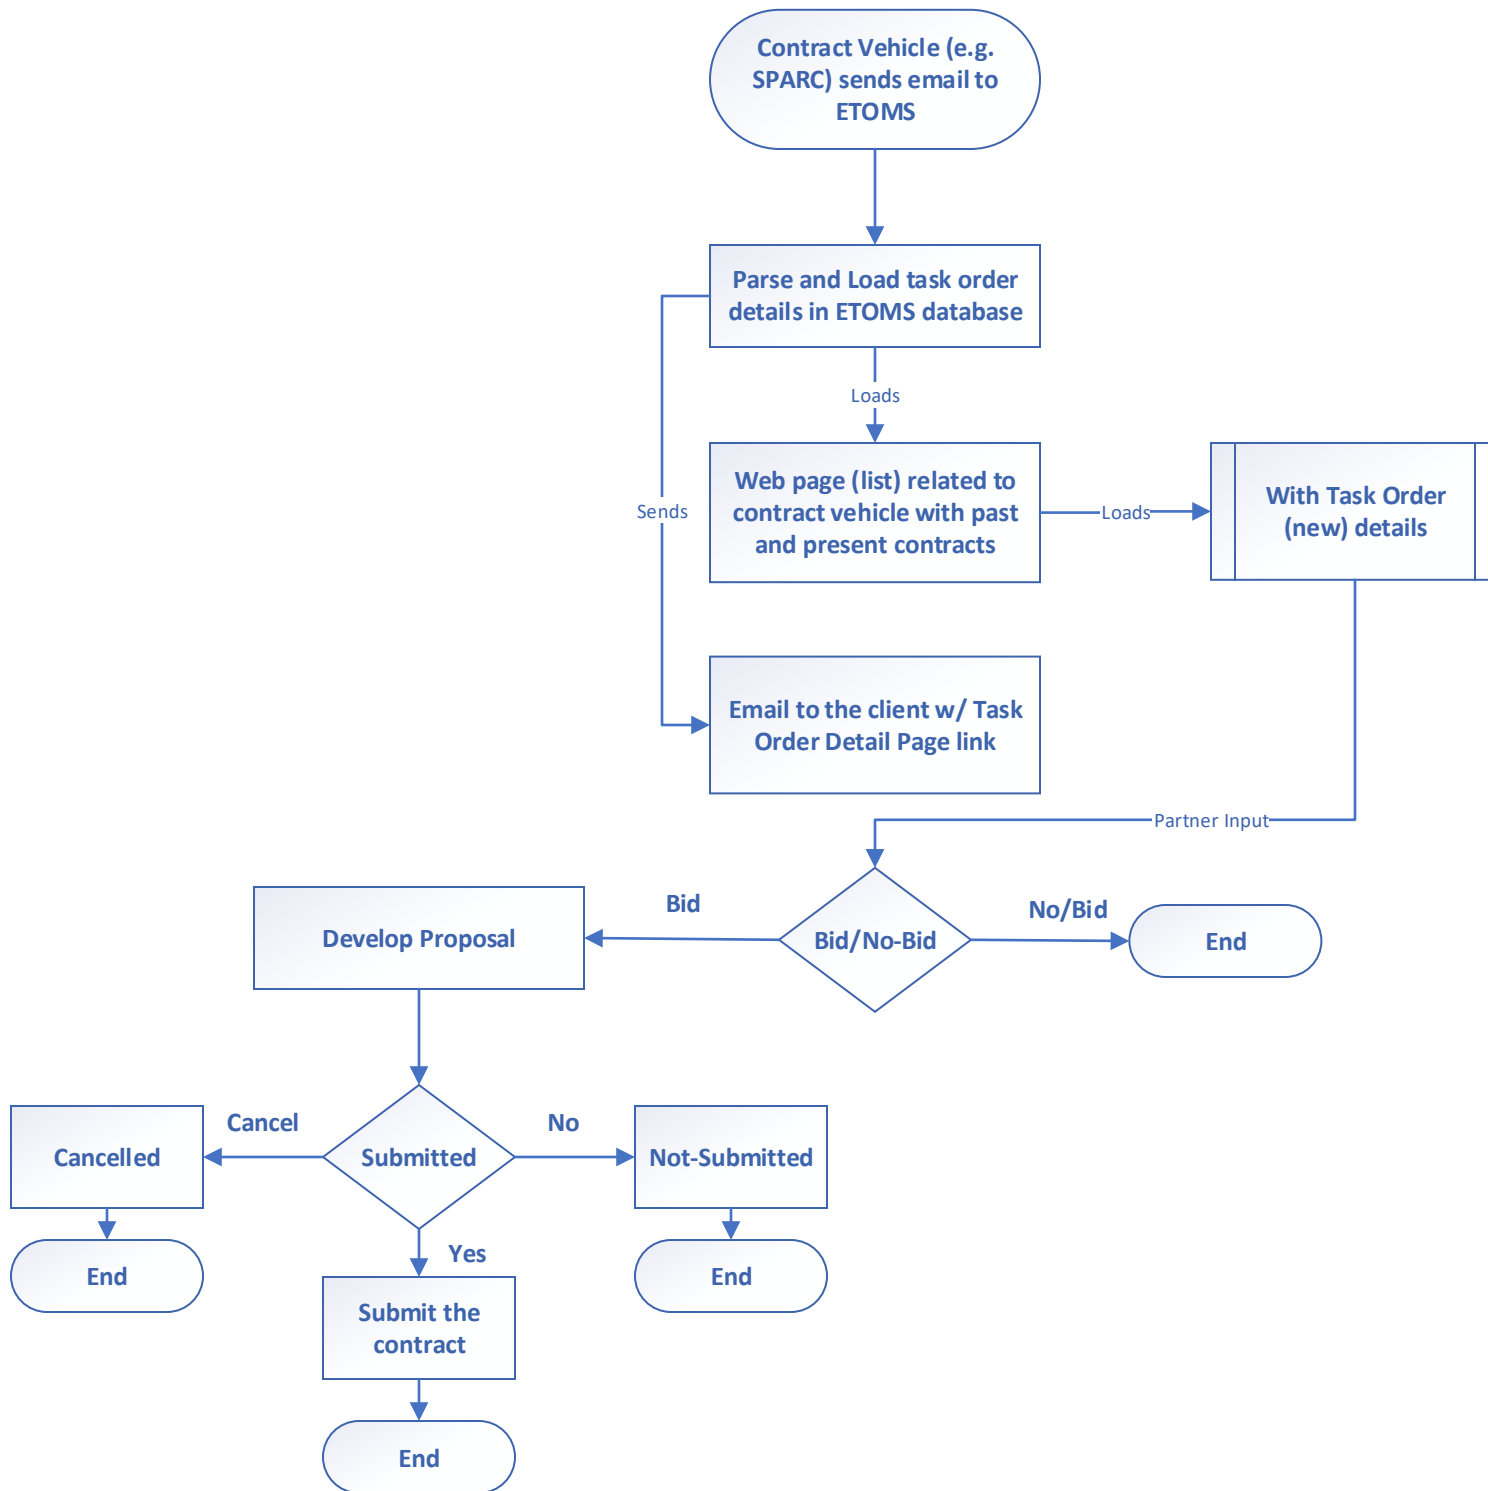 Contract Vehicle (e.g.
SPARC) sends email to
ETOMS
Parse and Load task order
details in ETOMS database
Loads
Web page (list) related to
contract vehicle with past
and present contracts
Loads
With Task Order
(new) details
Sends
Email to the client w/ Task
Order Detail Page link
Partner Input
Bid/No-Bid
Bid
No/Bid
End
Develop Proposal
Submitted
Cancel
No
Cancelled
Not-Submitted
End
Yes
End
Submit the
contract
End